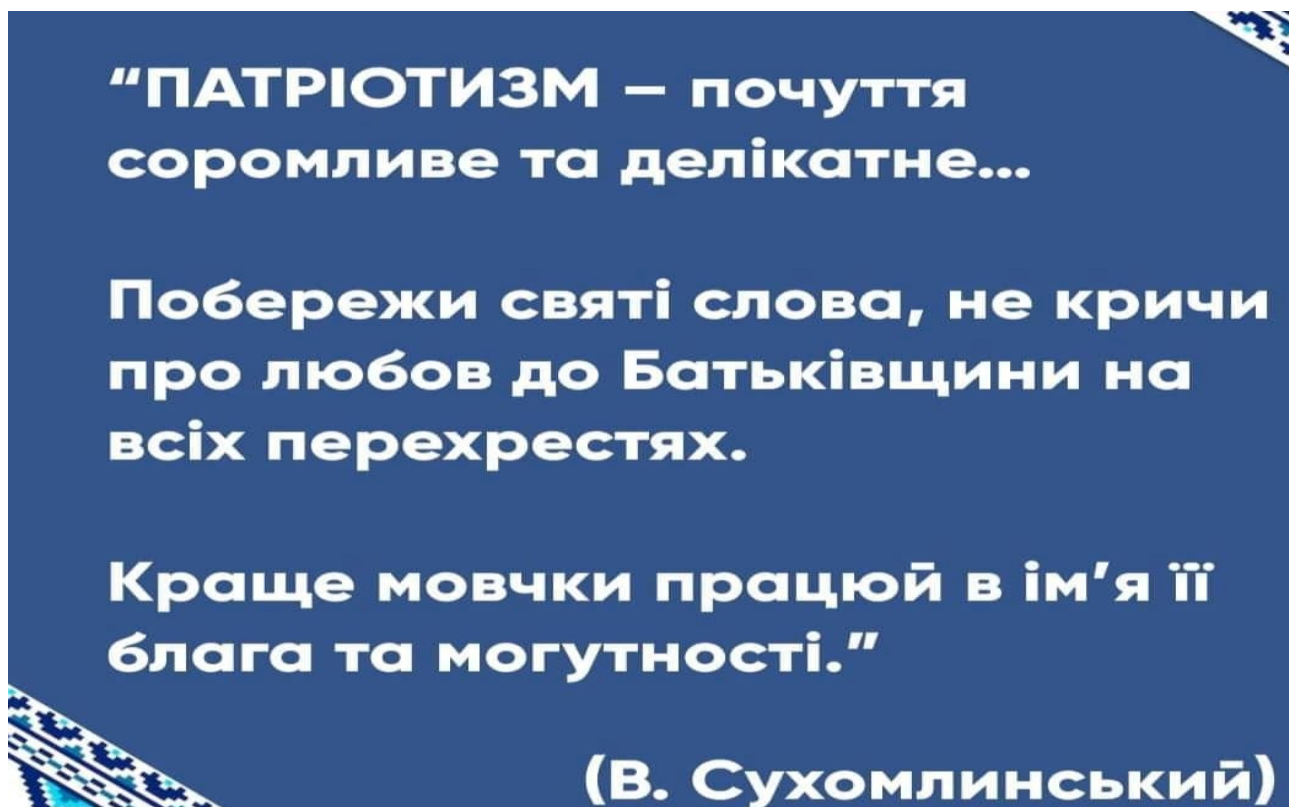 "ПАТРІОТИЗМ – почуття
соромливе та делікатне...
Побережи святі слова, не кричи
про любов до Батьківщини на
всіх перехрестях.
Краще мовчки працюй в ім'я її
блага та могутності."
(В. Сухомлинський)